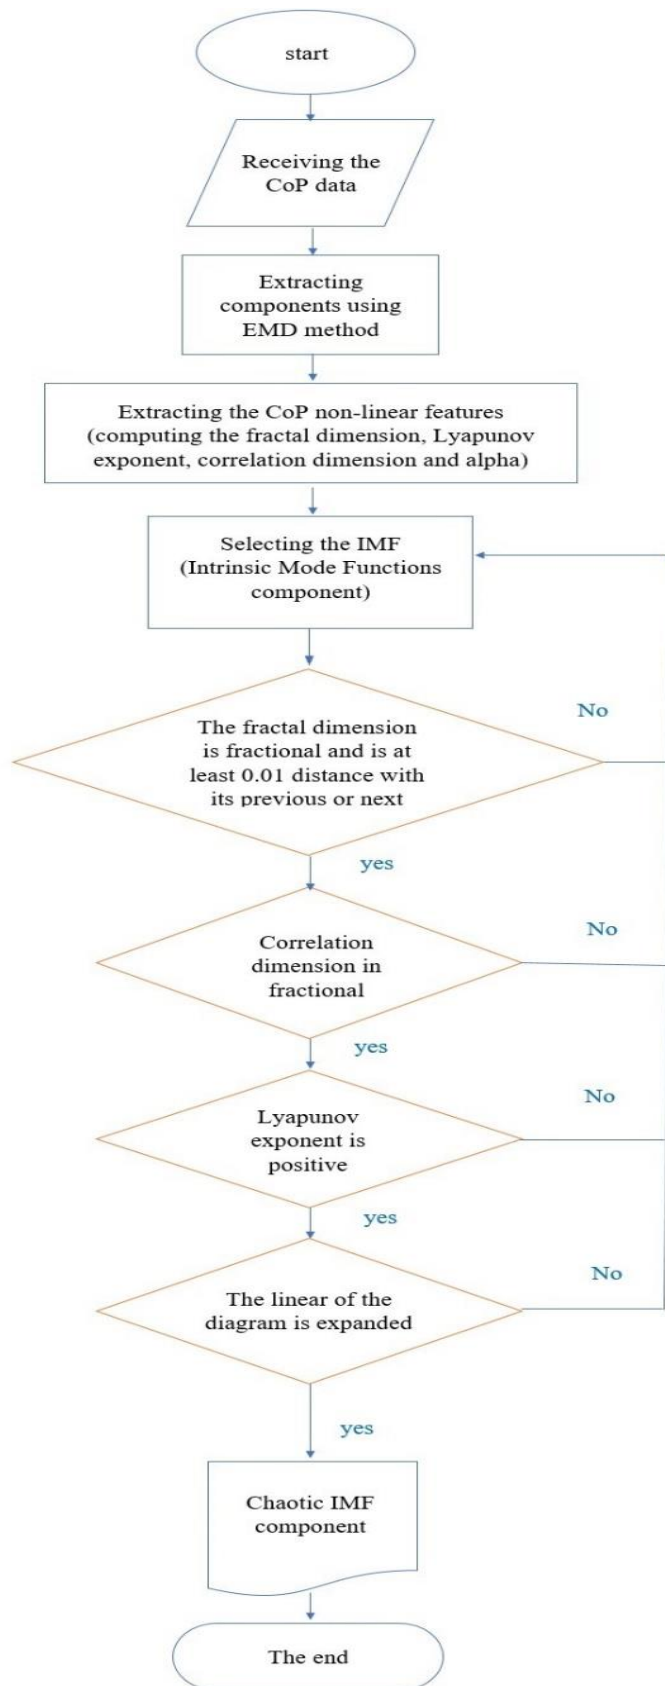 start
Receiving the
CoP data
Extracting
components using
EMD method
Extracting the CoP non-linear features
(computing the fractal dimension, Lyapunov
exponent, correlation dimension and alpha)
Selecting the IMF
(Intrinsic Mode Functions
component)
The fractal dimension
is fractional and is at
least 0.01 distance with
its previous or next
No
yes
Correlation
dimension in
fractional
No
yes
Lyapunov
exponent is
positive
No
yes
The linear of the
diagram is expanded
No
yes
Chaotic IMF
component
The end